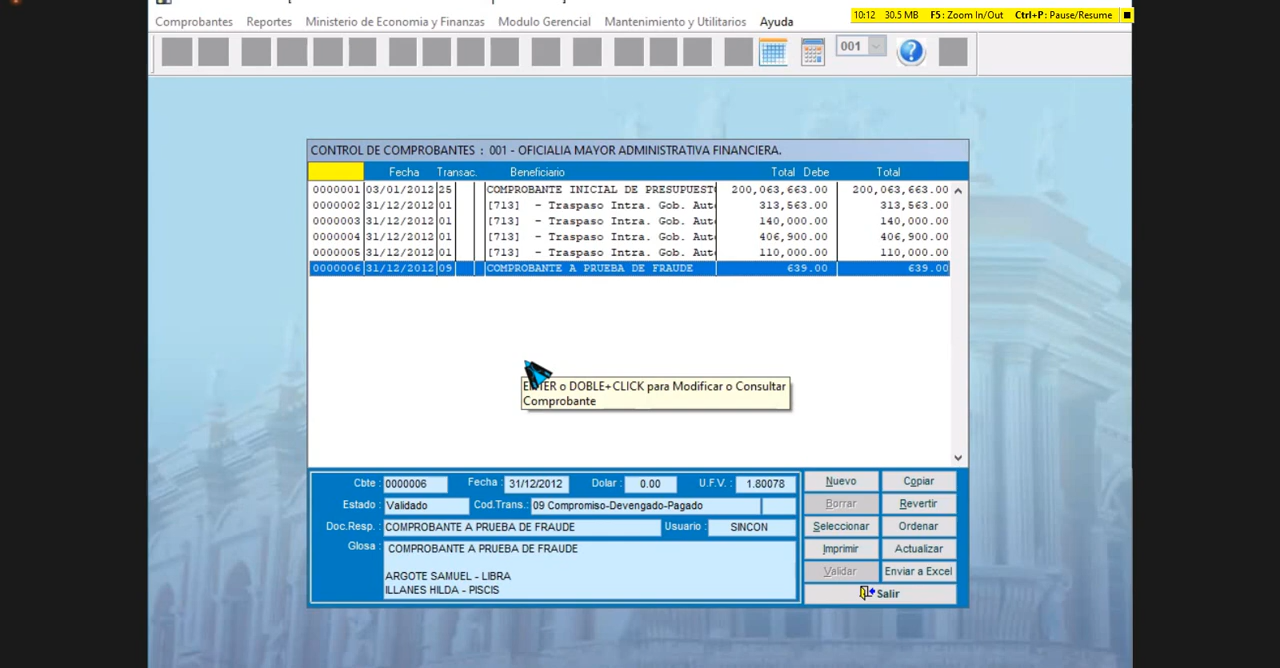 Comprobantes Reportes Ministerio de Economia y Finanzas Modulo Gerencial Mantenimiento y Utilitarios Ayuda
10:12 30.5 MB F5: Zoom In/Out Ctrl+P: Pause/Resume
001
CONTROL DE COMPROBANTES : 001 - OFICIALIA MAYOR ADMINISTRATIVA FINANCIERA.
Fecha Transac. Beneficiario Total Debe Total
0000001 03/01/2012 25 COMPROBANTE INICIAL DE PRESUPUEST 200,063,663.00 200,063,663.00
0000002 31/12/2012 01 [713] - Traspaso Intra. Gob. Aut 313,563.00 313,563.00
0000003 31/12/2012 01 [713] - Traspaso Intra. Gob. Aut 140,000.00 140,000.00
0000004 31/12/2012 01 [713] - Traspaso Intra. Gob. Aut 406,900.00 406,900.00
0000005 31/12/2012 01 [713] - Traspaso Intra. Gob. Aut 110,000.00 110,000.00
0000006 31/12/2012 09 COMPROBANTE A PRUEBA DE FRAUDE 639.00 639.00
ENTER o DOBLE+CLICK para Modificar o Consultar
Comprobante
Cbte : 0000006 Fecha : 31/12/2012 Dolar : 0.00 U.F.V. : 1.80078
Estado : Validado Cod.Trans.: 09 Compromiso-Devengado-Pagado
Doc.Resp. COMPROBANTE A PRUEBA DE FRAUDE Usuario : SINCON
Glosa : COMPROBANTE A PRUEBA DE FRAUDE
ARGOTE SAMUEL - LIBRA
ILLANES HILDA - PISCIS
Nuevo Copiar
Borrar Revertir
Seleccionar Ordenar
Imprimir Actualizar
Validar Enviar a Excel
Salir